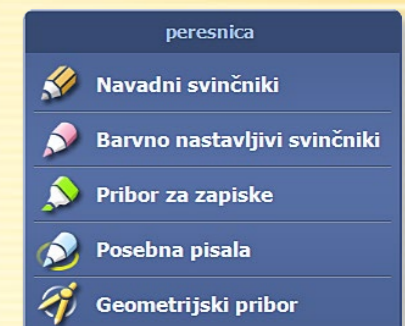 peresnica
Navadni svinčniki
Barvno nastavljivi svinčniki
Pribor za zapiske
Posebna pisala
Geometrijski pribor